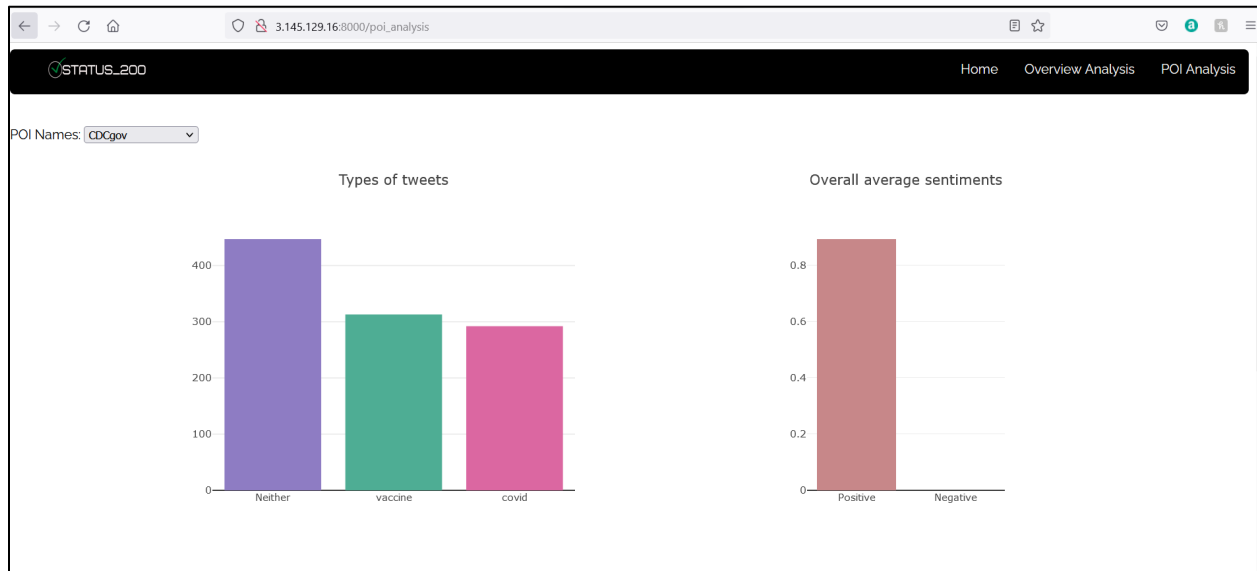 3.145.129.16:8000/poi_analysis
STATUS_200
Home Overview Analysis POI Analysis
POI Names: CDCgov
Types of tweets
400
300
200
100
0
Neither vaccine covid
Overall average sentiments
0.8
0.6
0.4
0.2
0
Positive Negative